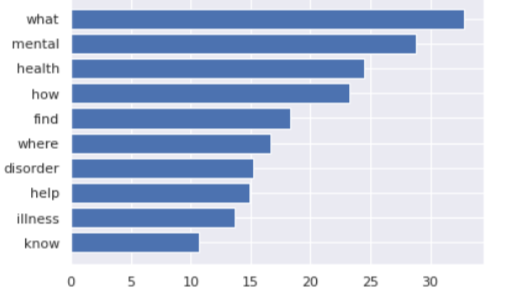 what
mental
health
how
find
where
disorder
help
illness
know
0 5 10 15 20 25 30